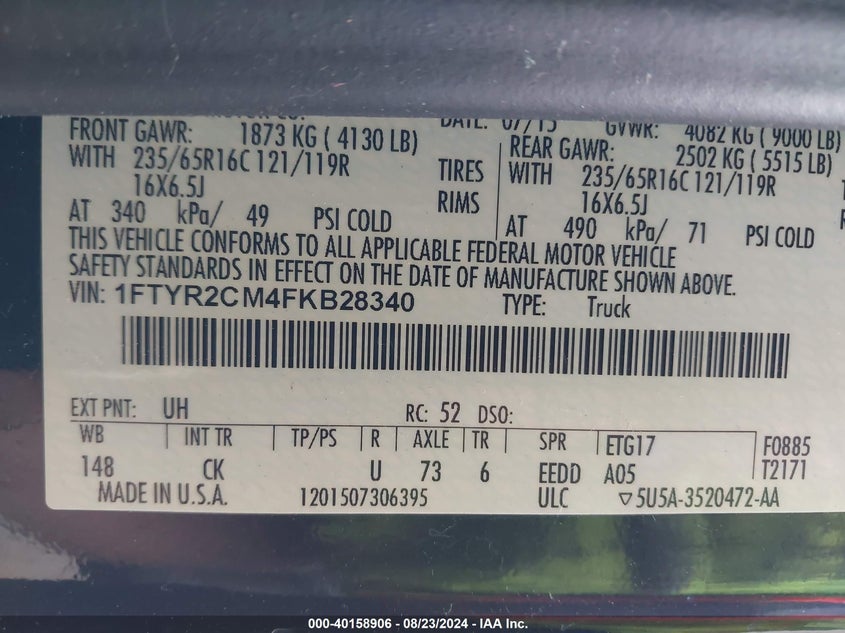 DATE: 07/15 GVWR: 4082 KG ( 9000 LB)
FRONT GAWR: 1873 KG ( 4130 LB) REAR GAWR: 2502 KG ( 5515 LB)
WITH 235/65R16C 121/119R TIRES WITH 235/65R16C 121/119R
16X6.5J RIMS 16X6.5J
AT 340 kPa/ 49 PSI COLD AT 490 kPa/ 71 PSI COLD
THIS VEHICLE CONFORMS TO ALL APPLICABLE FEDERAL MOTOR VEHICLE
SAFETY STANDARDS IN EFFECT ON THE DATE OF MANUFACTURE SHOWN ABOVE.
VIN: 1FTYR2CM4FKB28340 TYPE: Truck
EXT PNT: UH RC: 52 DSO:
WB INT TR TP/PS R AXLE TR SPR ETG17 F0885
148 CK U 73 6 EEDD A05 T2171
MADE IN U.S.A. 1201507306395 ULC ▽5U5A-3520472-AA
000-40158906 - 08/23/2024 - IAA Inc.